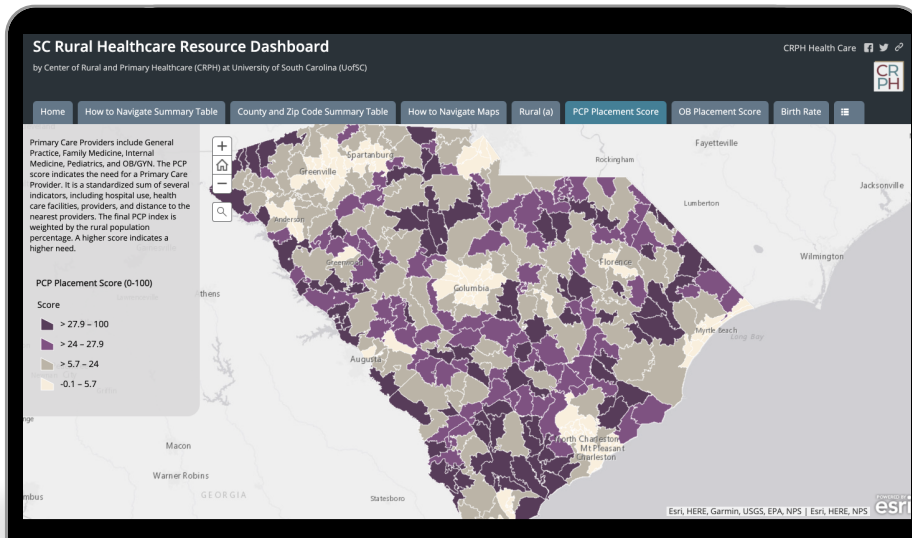 SC Rural Healthcare Resource Dashboard
by Center of Rural and Primary Healthcare (CRPH) at University of South Carolina (UofSC)
CRPH Health Care
CR
PH
Home
How to Navigate Summary Table
County and Zip Code Summary Table
How to Navigate Maps
Rural (a)
PCP Placement Score
OB Placement Score
Birth Rate
Primary Care Providers include General
Practice, Family Medicine, Internal
Medicine, Pediatrics, and OB/GYN. The PCP
score indicates the need for a Primary Care
Provider. It is a standardized sum of several
indicators, including hospital use, health
care facilities, providers, and distance to the
nearest providers. The final PCP index is
weighted by the rural population
percentage. A higher score indicates a
higher need.
PCP Placement Score (0-100)
Score
> 27.9 – 100
> 24 – 27.9
> 5.7 – 24
-0.1 – 5.7
Spartanburg
Greenville
Anderson
Greenwood
thens
Columbia
Florence
Augusta
Myrtle Beach
Long Bay
North Charleston
Mt Pleasant
Charleston
Rockingham
Fayetteville
Lumberton
Jacksonville
Wilmington
Macon
Warner Robins
GEORGIA
Statesboro
mbus
nge
Esri, HERE, Garmin, USGS, EPA, NPS | Esri, HERE, NPS
POWERED BY
esri